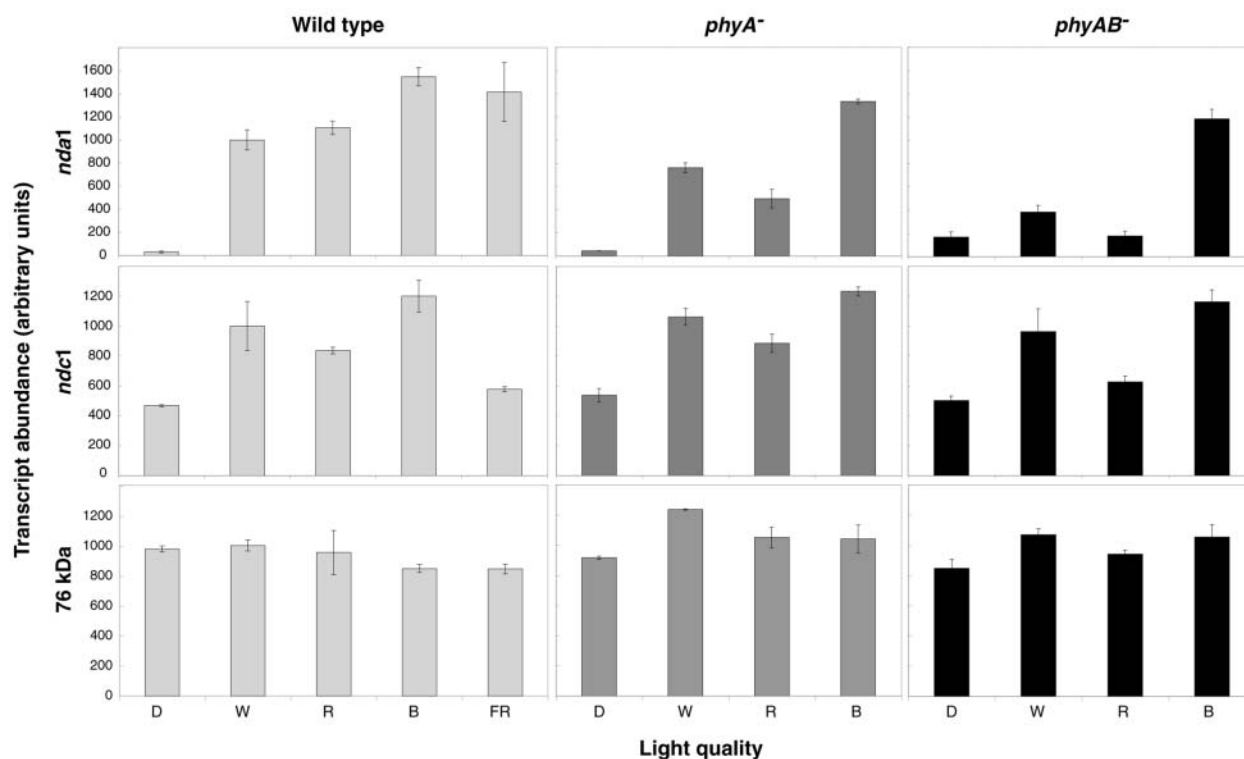 Wild type
phyA-
phyAB-
Transcript abundance (arbitrary units)
nda1
1600
1400
1200
1000
800
600
400
200
0
ndc1
1200
1000
800
600
400
200
0
76 kDa
1200
1000
800
600
400
200
0
D W R B FR D W R B D W R B
Light quality